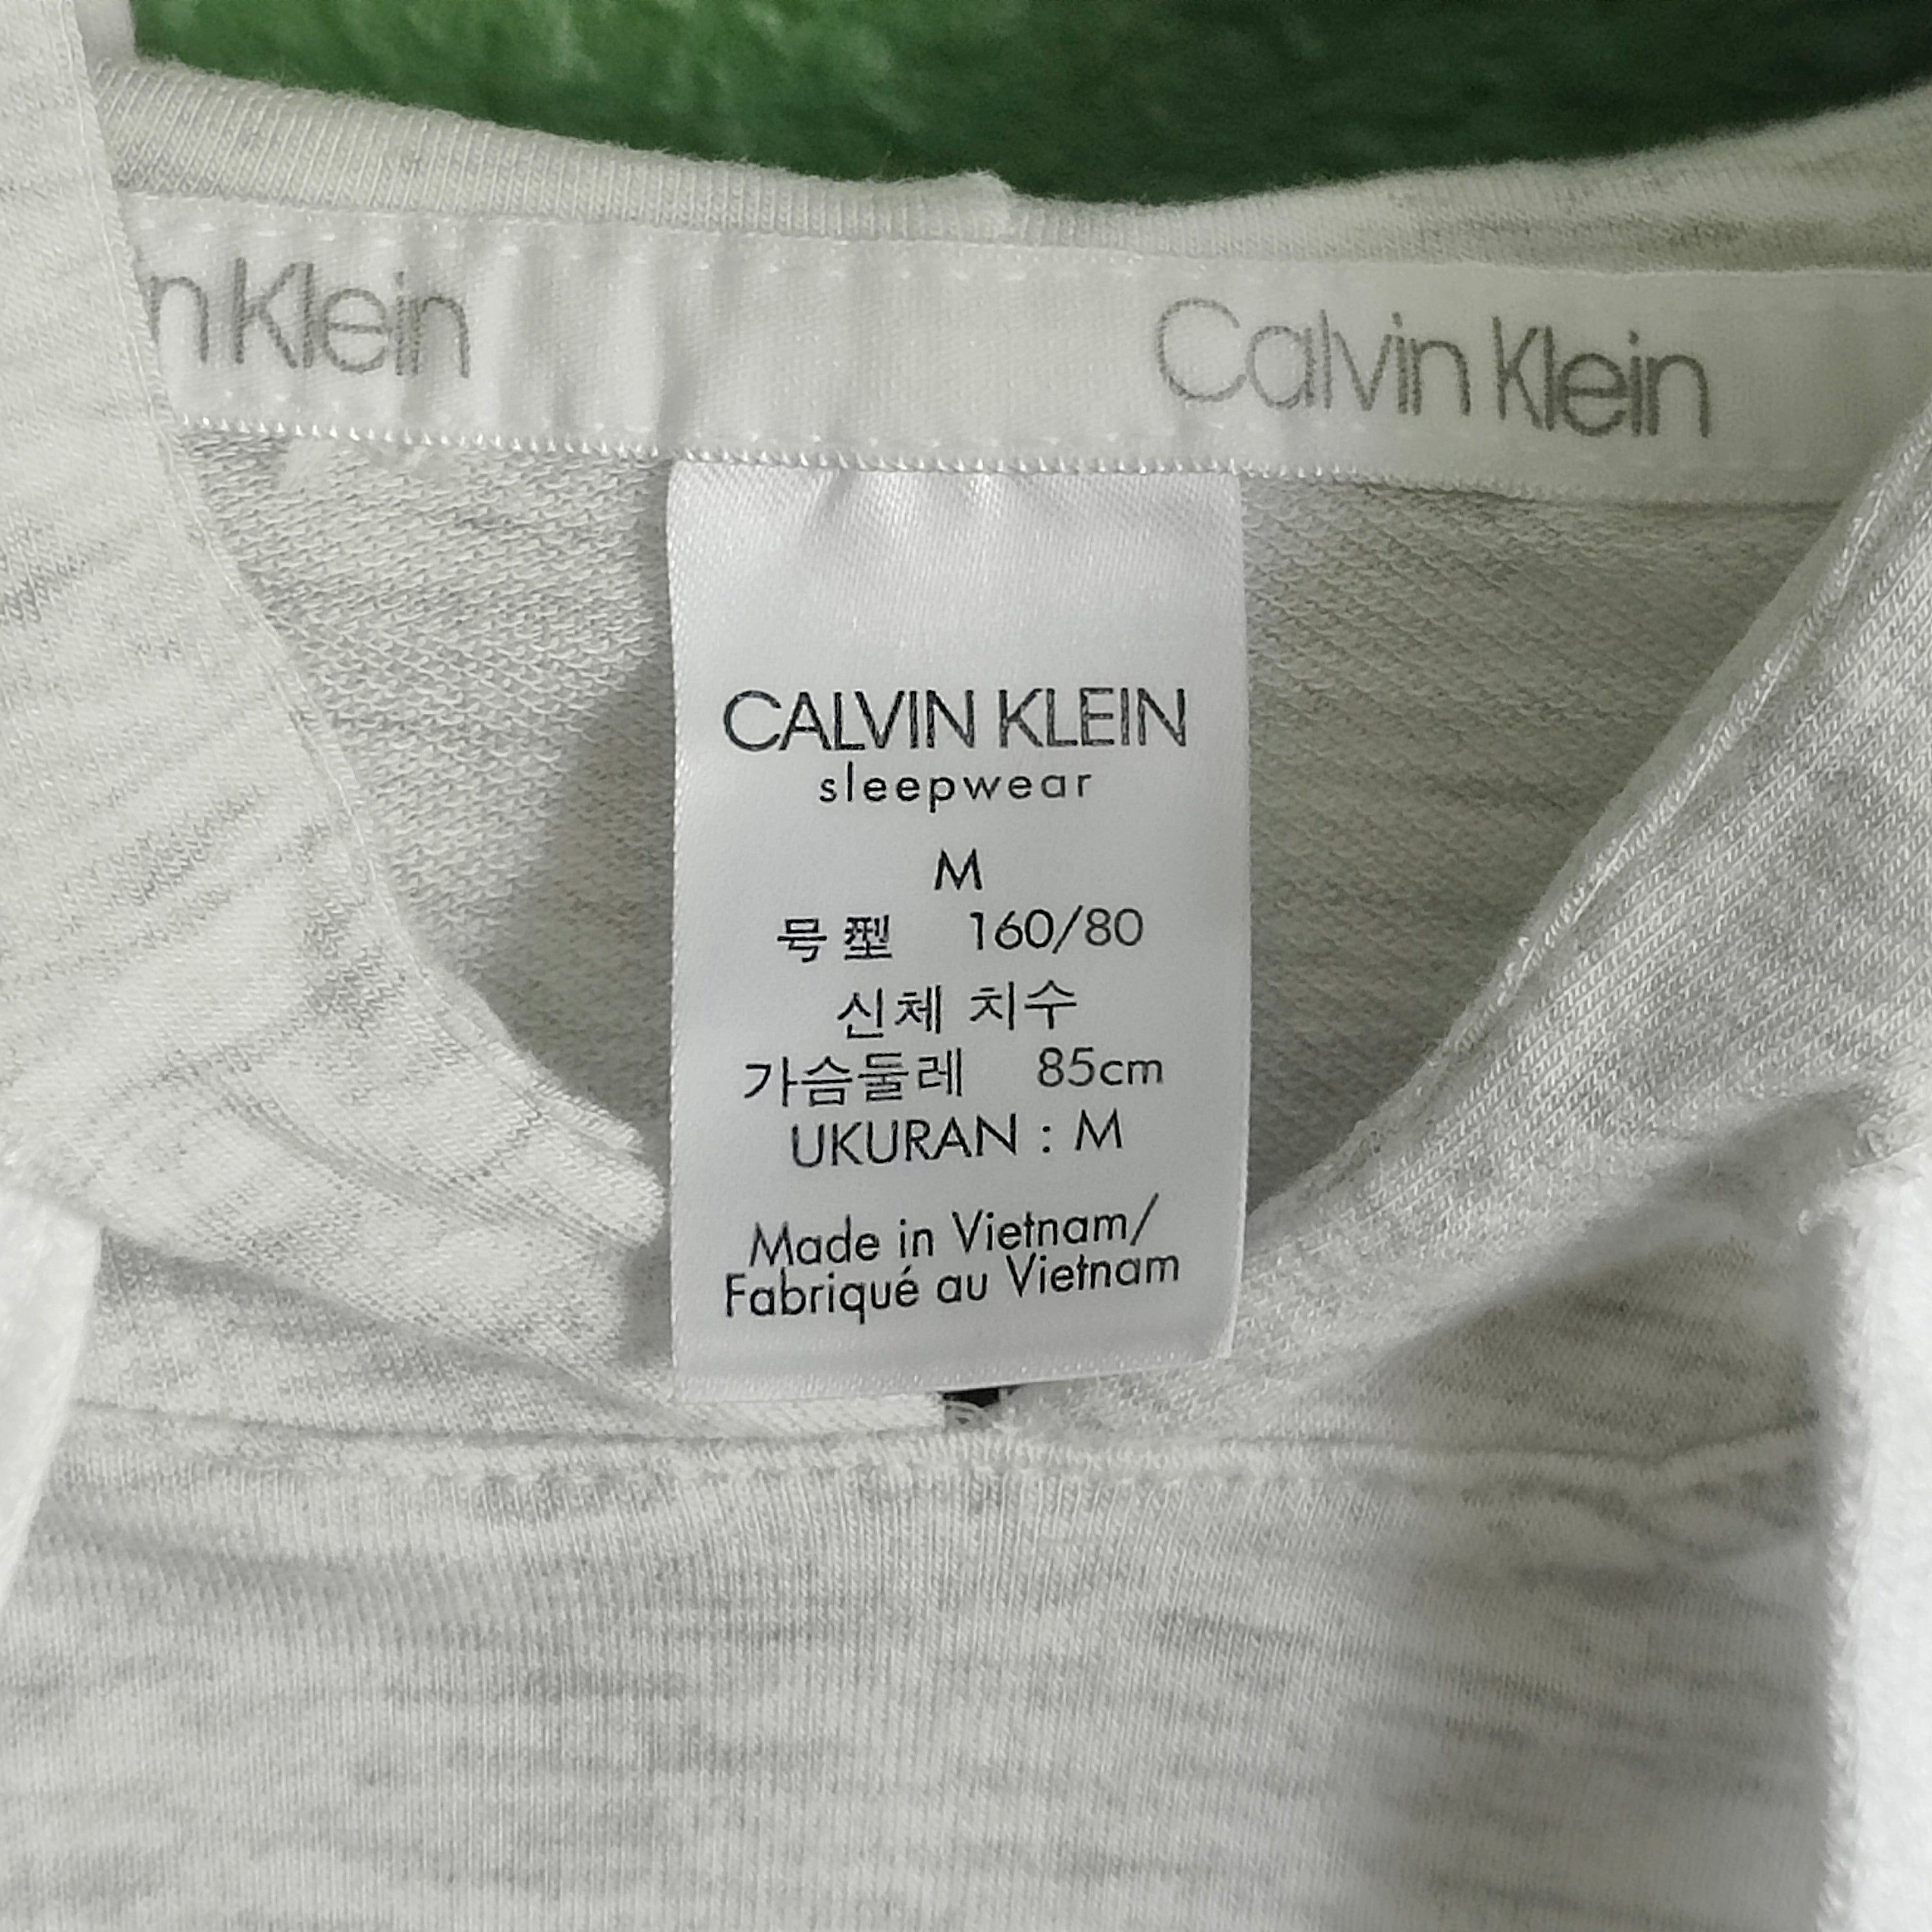 n Klein
Calvin Klein
CALVIN KLEIN
sleepwear
M
号型 160/80
신체 치수
가슴둘레 85cm
UKURAN : M
Made in Vietnam/
Fabriqué au Vietnam